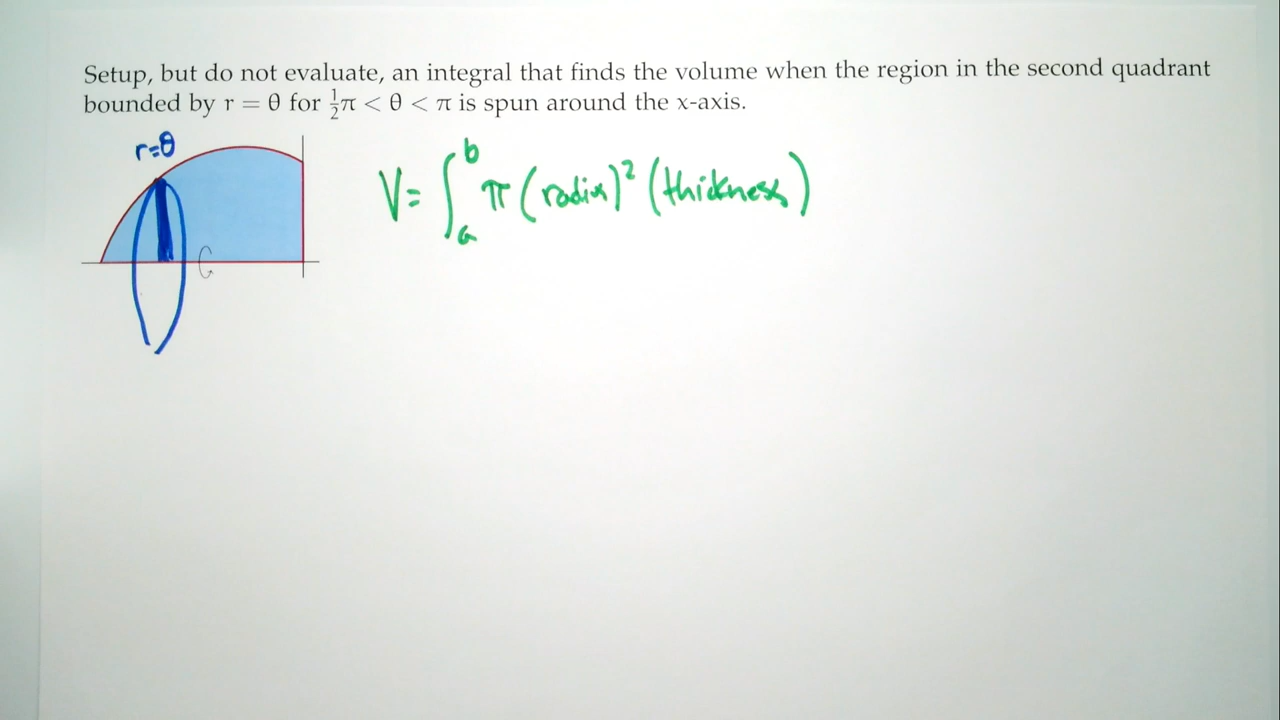 Setup, but do not evaluate, an integral that finds the volume when the region in the second quadrant
bounded by r = θ for ½π < θ < π is spun around the x-axis.
r=θ
V= ∫_a^b π (radius)² (thickness)